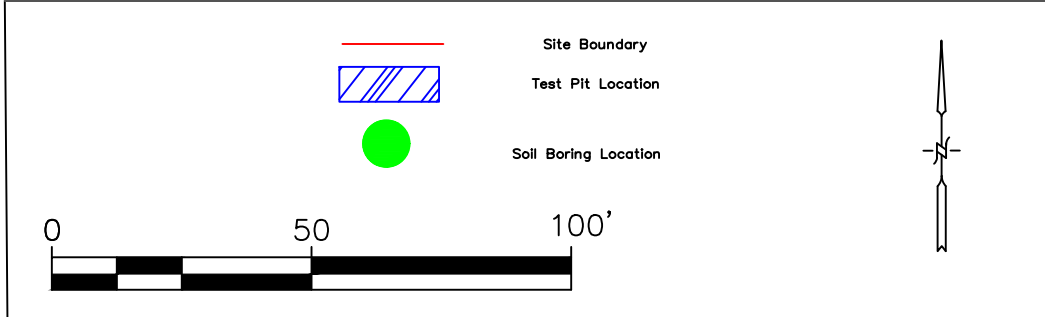 Site Boundary
Test Pit Location
Soil Boring Location
0 50 100'
N